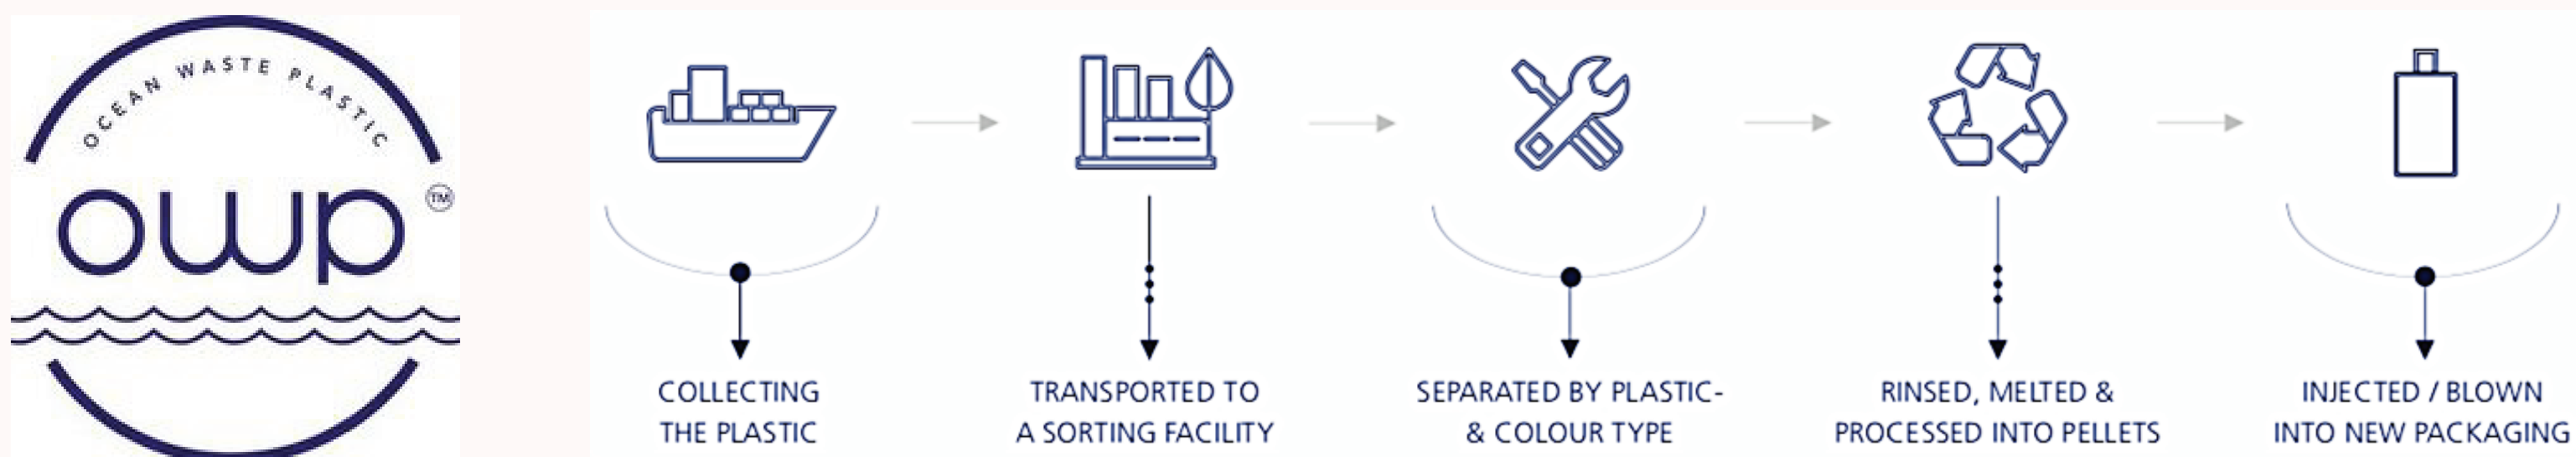 OCEAN WASTE PLASTIC
owp TM
COLLECTING
THE PLASTIC
TRANSPORTED TO
A SORTING FACILITY
SEPARATED BY PLASTIC-
& COLOUR TYPE
RINSED, MELTED &
PROCESSED INTO PELLETS
INJECTED / BLOWN
INTO NEW PACKAGING